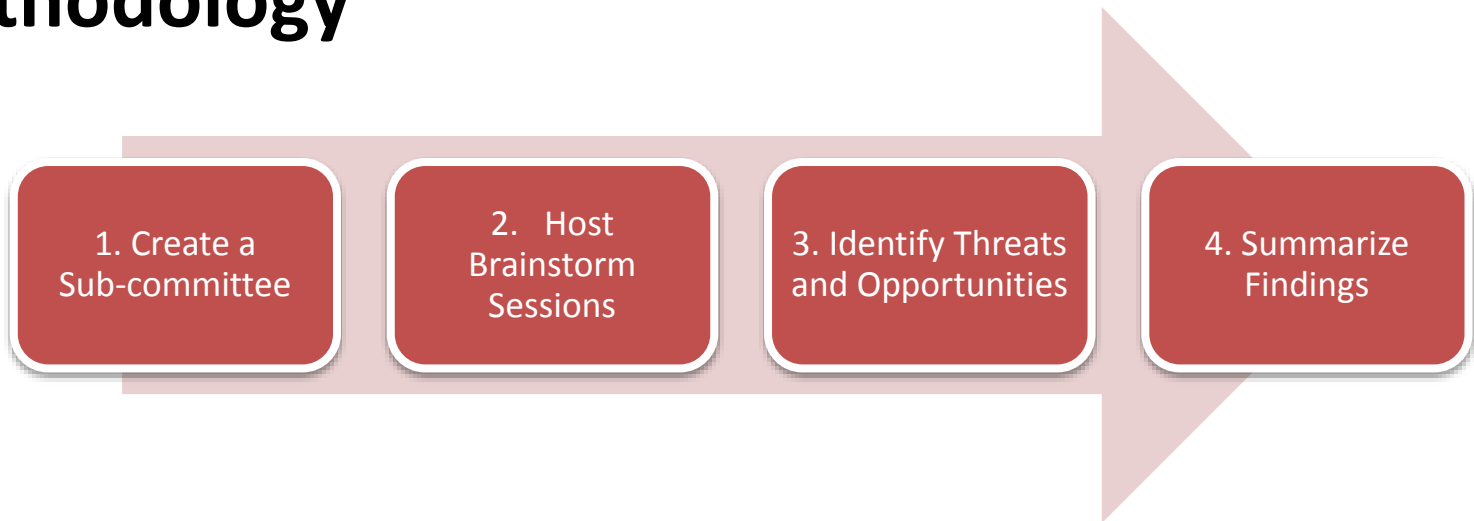 thodology
1. Create a
Sub-committee
2. Host
Brainstorm
Sessions
3. Identify Threats
and Opportunities
4. Summarize
Findings